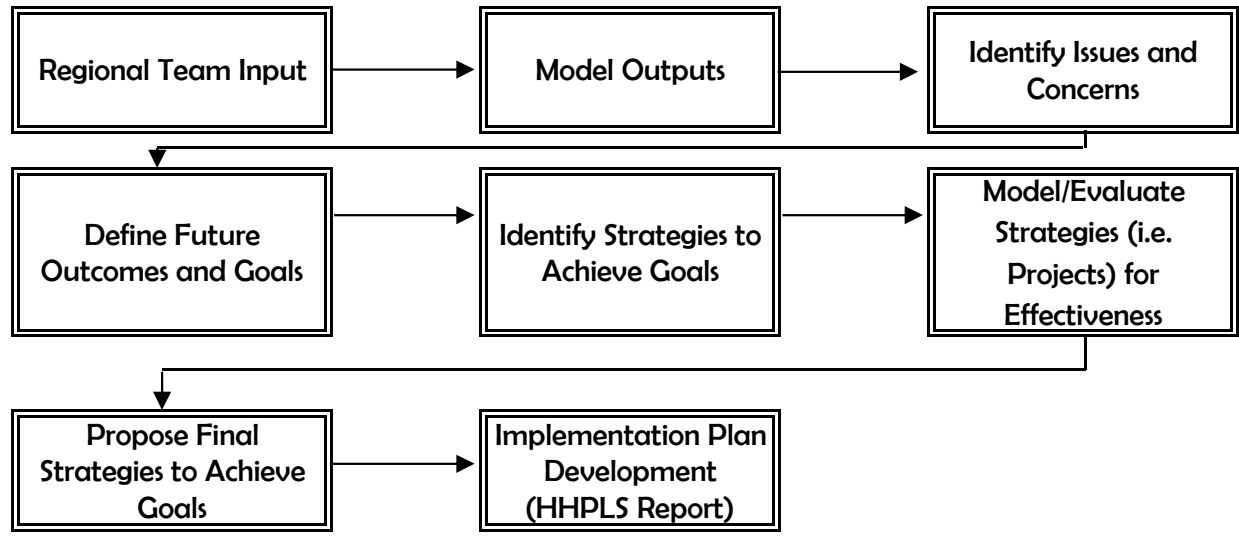 Regional Team Input
Model Outputs
Identify Issues and
Concerns
Define Future
Outcomes and Goals
Identify Strategies to
Achieve Goals
Model/Evaluate
Strategies (i.e.
Projects) for
Effectiveness
Propose Final
Strategies to Achieve
Goals
Implementation Plan
Development
(HHPLS Report)